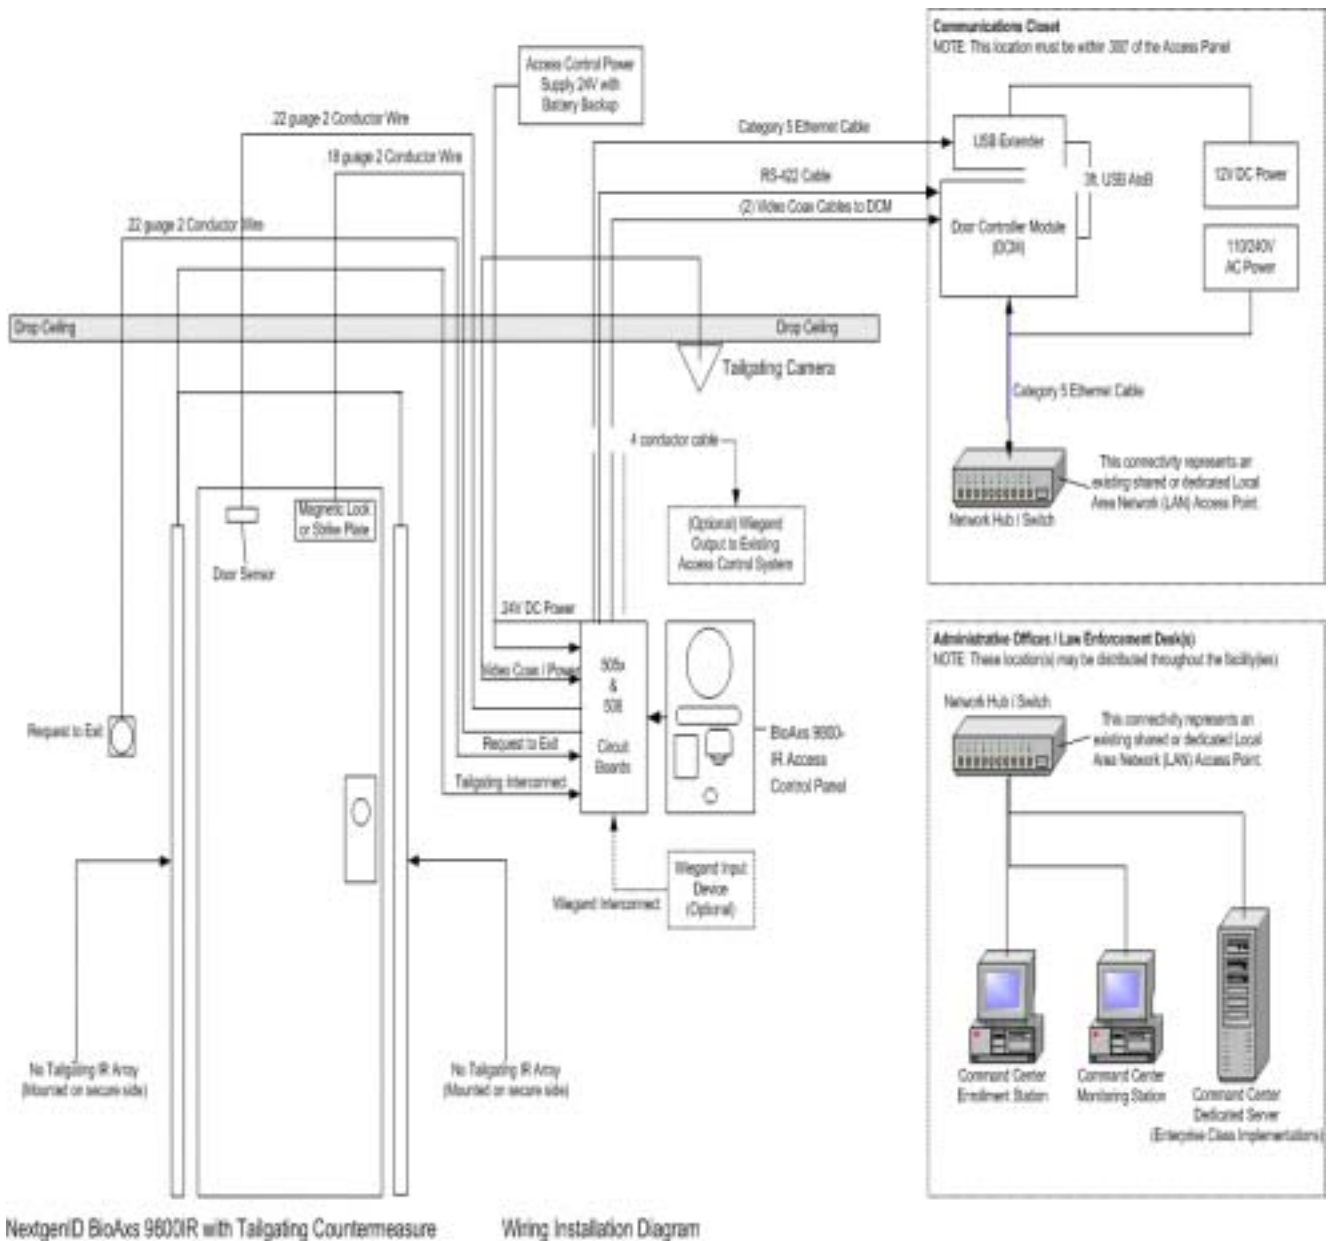 Communications Closet
NOTE: This location must be within 300' of the Access Panel
Access Control Power
Supply 24V with
Battery Backup
22 guage 2 Conductor Wire
18 guage 2 Conductor Wire
22 guage 2 Conductor Wire
Category 5 Ethernet Cable
RS-422 Cable
(2) Video Coax Cables to DCM
USB Extender
3ft. USB AtoB
12V DC Power
Door Controller Module
(DCM)
110/240V
AC Power
Drop Ceiling
Drop Ceiling
Tailgating Camera
Category 5 Ethernet Cable
4 conductor cable
This connectivity represents an
existing shared or dedicated Local
Area Network (LAN) Access Point.
Network Hub / Switch
Magnetic Lock
or Strike Plate
Door Sensor
(Optional) Wiegand
Output to Existing
Access Control System
24V DC Power
Video Coax / Power
Request to Exit
Request to Exit
Tailgating Interconnect
&
Circuit
Boards
BioAxs 9800-
IR Access
Control Panel
Wiegand Interconnect
Wiegand Input
Device
(Optional)
No Tailgating IR Array
(Mounted on secure side)
No Tailgating IR Array
(Mounted on secure side)
Administrative Offices / Law Enforcement Desk(s)
NOTE: These location(s) may be distributed throughout the facility(ies)
Network Hub / Switch
This connectivity represents an
existing shared or dedicated Local
Area Network (LAN) Access Point.
Command Center
Enrollment Station
Command Center
Monitoring Station
Command Center
Dedicated Server
(Enterprise Class Implementations)
NextgenID BioAxs 9800IR with Tailgating Countermeasure
Wiring Installation Diagram